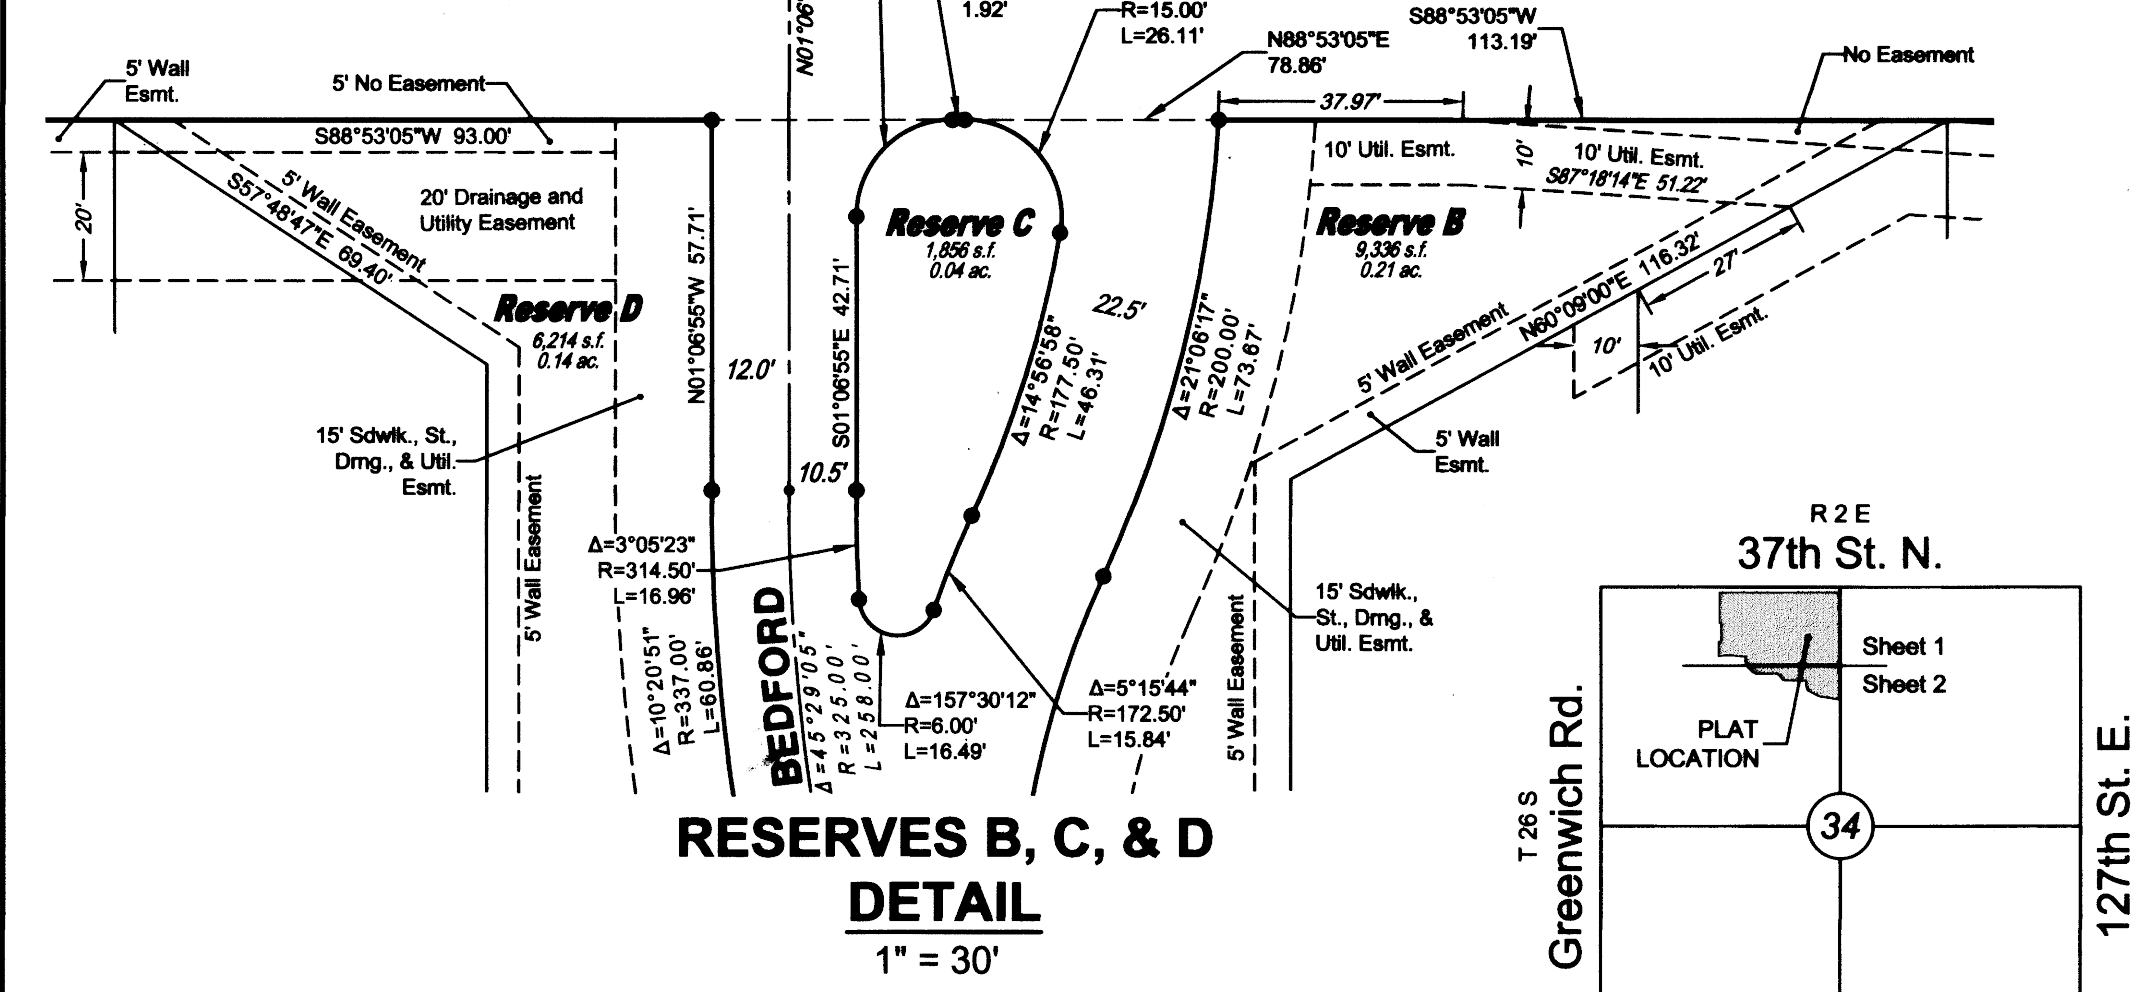 1.92'
R=15.00'
L=26.11'
N88°53'05"E
78.86'
S88°53'05"W
113.19'
No Easement
N01°06'
5' Wall
Esmt.
5' No Easement
37.97'
S88°53'05"W 93.00'
20'
5' Wall Easement
S57°48'47"E 69.40'
20' Drainage and
Utility Easement
10' Util. Esmt.
10'
10' Util. Esmt.
S87°18'14"E 51.22'
Reserve C
1,856 s.f.
0.04 ac.
Reserve B
9,336 s.f.
0.21 ac.
Reserve D
6,214 s.f.
0.14 ac.
N01°06'55"W 57.71'
12.0'
S01°06'55"E 42.71'
10.5'
22.5'
Δ=14°56'58"
R=177.50'
L=46.31'
Δ=21°06'17"
R=200.00'
L=73.67'
5' Wall Easement
N60°09'00"E 116.32'
27'
10'
10' Util. Esmt.
5' Wall
Esmt.
15' Sdwlk., St.,
Drng., & Util.
Esmt.
5' Wall Easement
Δ=3°05'23"
R=314.50'
L=16.96'
Δ=10°20'51"
R=337.00'
L=60.86'
BEDFORD
Δ=45°29'05"
R=325.00'
L=258.00'
Δ=157°30'12"
R=6.00'
L=16.49'
Δ=5°15'44"
R=172.50'
L=15.84'
5' Wall Easement
15' Sdwlk.,
St., Drng., &
Util. Esmt.
RESERVES B, C, & D
DETAIL
1" = 30'
R 2 E
37th St. N.
Sheet 1
Sheet 2
PLAT
LOCATION
34
T 26 S
Greenwich Rd.
127th St. E.